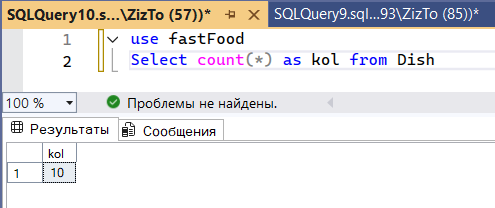 SQLQuery10.s...\ZizTo (57))* SQLQuery9.sql...93\ZizTo (85))*
1 use fastFood
2 Select count(*) as kol from Dish
100 % Проблемы не найдены.
Результаты Сообщения
kol
1 10